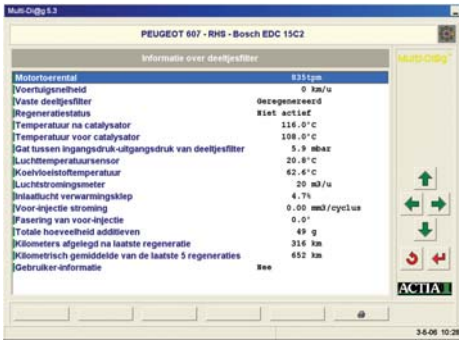 Multi-Di@g 5.3
PEUGEOT 607 - RHS - Bosch EDC 15C2
Informatie over deeltjesfilter
Multi-Di@g
Motortoerental 835tpm
Voertuigsnelheid 0 km/u
Vaste deeltjesfilter Geregenereerd
Regeneratiestatus Niet actief
Temperatuur na catalysator 116.0°C
Temperatuur voor catalysator 108.0°C
Gat tussen ingangsdruk-uitgangsdruk van deeltjesfilter 5.9 mbar
Luchttemperatuursensor 20.8°C
Koelvloeistoftemperatuur 62.6°C
Luchtstromingsmeter 20 m3/u
Inlaatlucht verwarmingsklep 4.7%
Voor-injectie stroming 0.00 mm3/cyclus
Fasering van voor-injectie 0.0°
Totale hoeveelheid additieven 49 g
Kilometers afgelegd na laatste regeneratie 316 km
Kilometrisch gemiddelde van de laatste 5 regeneraties 652 km
Gebruiker-informatie Nee
ACTIA
3-8-06 10:28